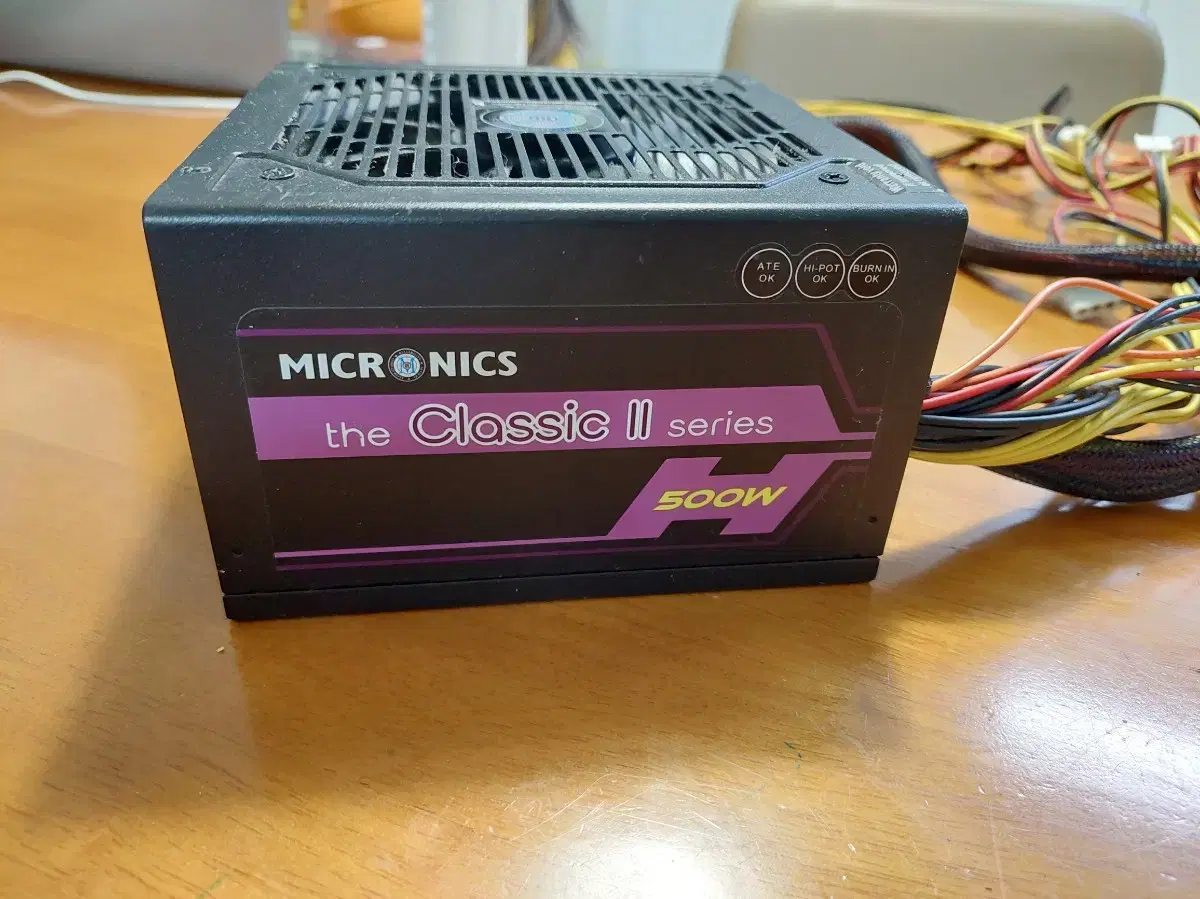 ATE
OK
HI-POT
OK
BURN IN
OK
MICRONICS
the Classic II series
500W